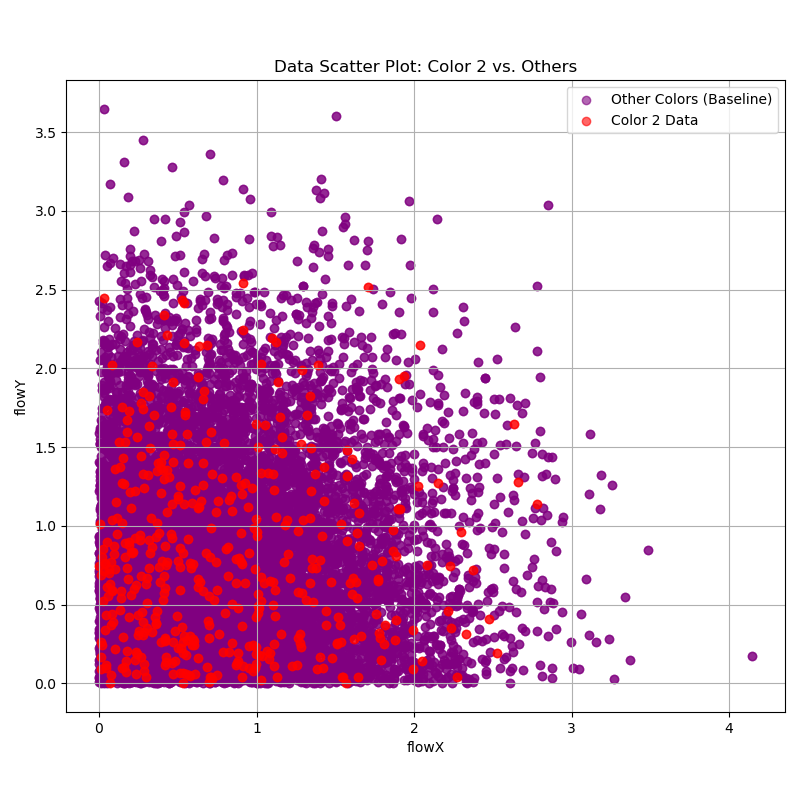 Data Scatter Plot: Color 2 vs. Others
Other Colors (Baseline)
Color 2 Data
3.5
3.0
2.5
2.0
1.5
1.0
0.5
0.0
flowY
0 1 2 3 4
flowX